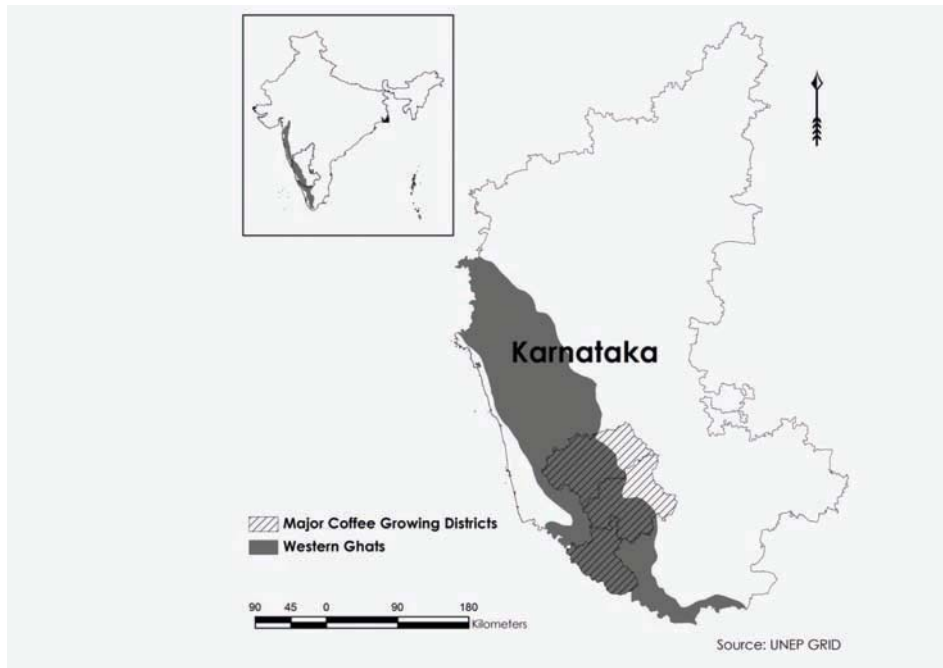 Karnataka
Major Coffee Growing Districts
Western Ghats
90 45 0 90 180
Kilometers
Source: UNEP GRID